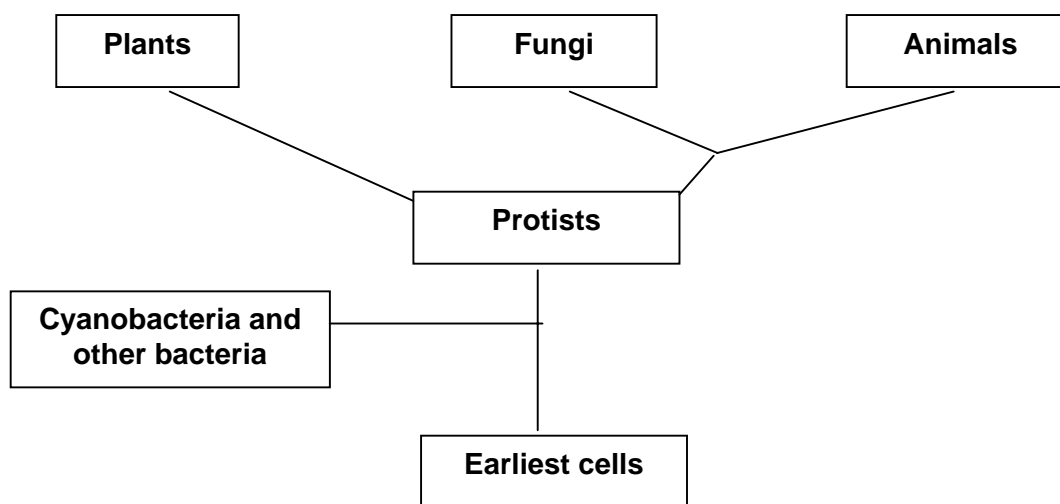 Plants
Fungi
Animals
Protists
Cyanobacteria and
other bacteria
Earliest cells